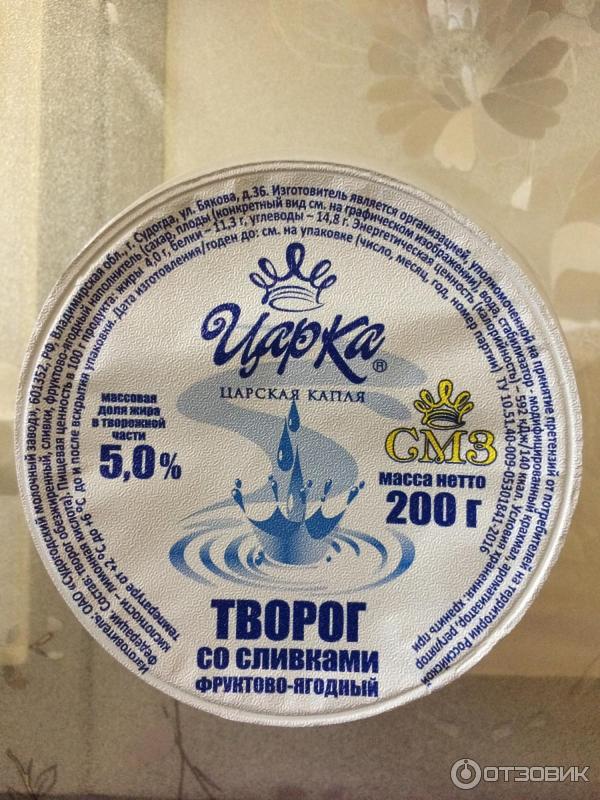 Изготовитель: ОАО «Судогодский молочный завод», 601352, РФ, Владимирская обл., г. Судогда, ул. Бякова, д.36. Изготовитель является организацией, уполномоченной на принятие претензий от потребителей на территории Российской
Федерации. Состав: творог обезжиренный, сливки, фруктово-ягодный наполнитель (сахар, плоды (конкретный вид см. на графическом изображении), вода, стабилизатор - модифицированный крахмал, ароматизатор, регулятор
кислотности - лимонная кислота). Пищевая ценность в 100 г продукта: жиры 4,0 г, белки – 11,3 г, углеводы – 14,8 г. Энергетическая ценность (калорийность) – 592 кДж/140 ккал. Условия хранения: хранить при
температуре от +2 °С до +6 °С до и после вскрытия упаковки. Дата изготовления/годен до: см. на упаковке (число, месяц, год, номер партии) ТУ 10.51.40-009-05301841-2016
Царка ®
ЦАРСКАЯ КАПЛЯ
массовая
доля жира
в творожной
части
5,0%
СМЗ
масса нетто
200 г
ТВОРОГ
СО СЛИВКАМИ
ФРУКТОВО-ЯГОДНЫЙ
ОТЗОВИК